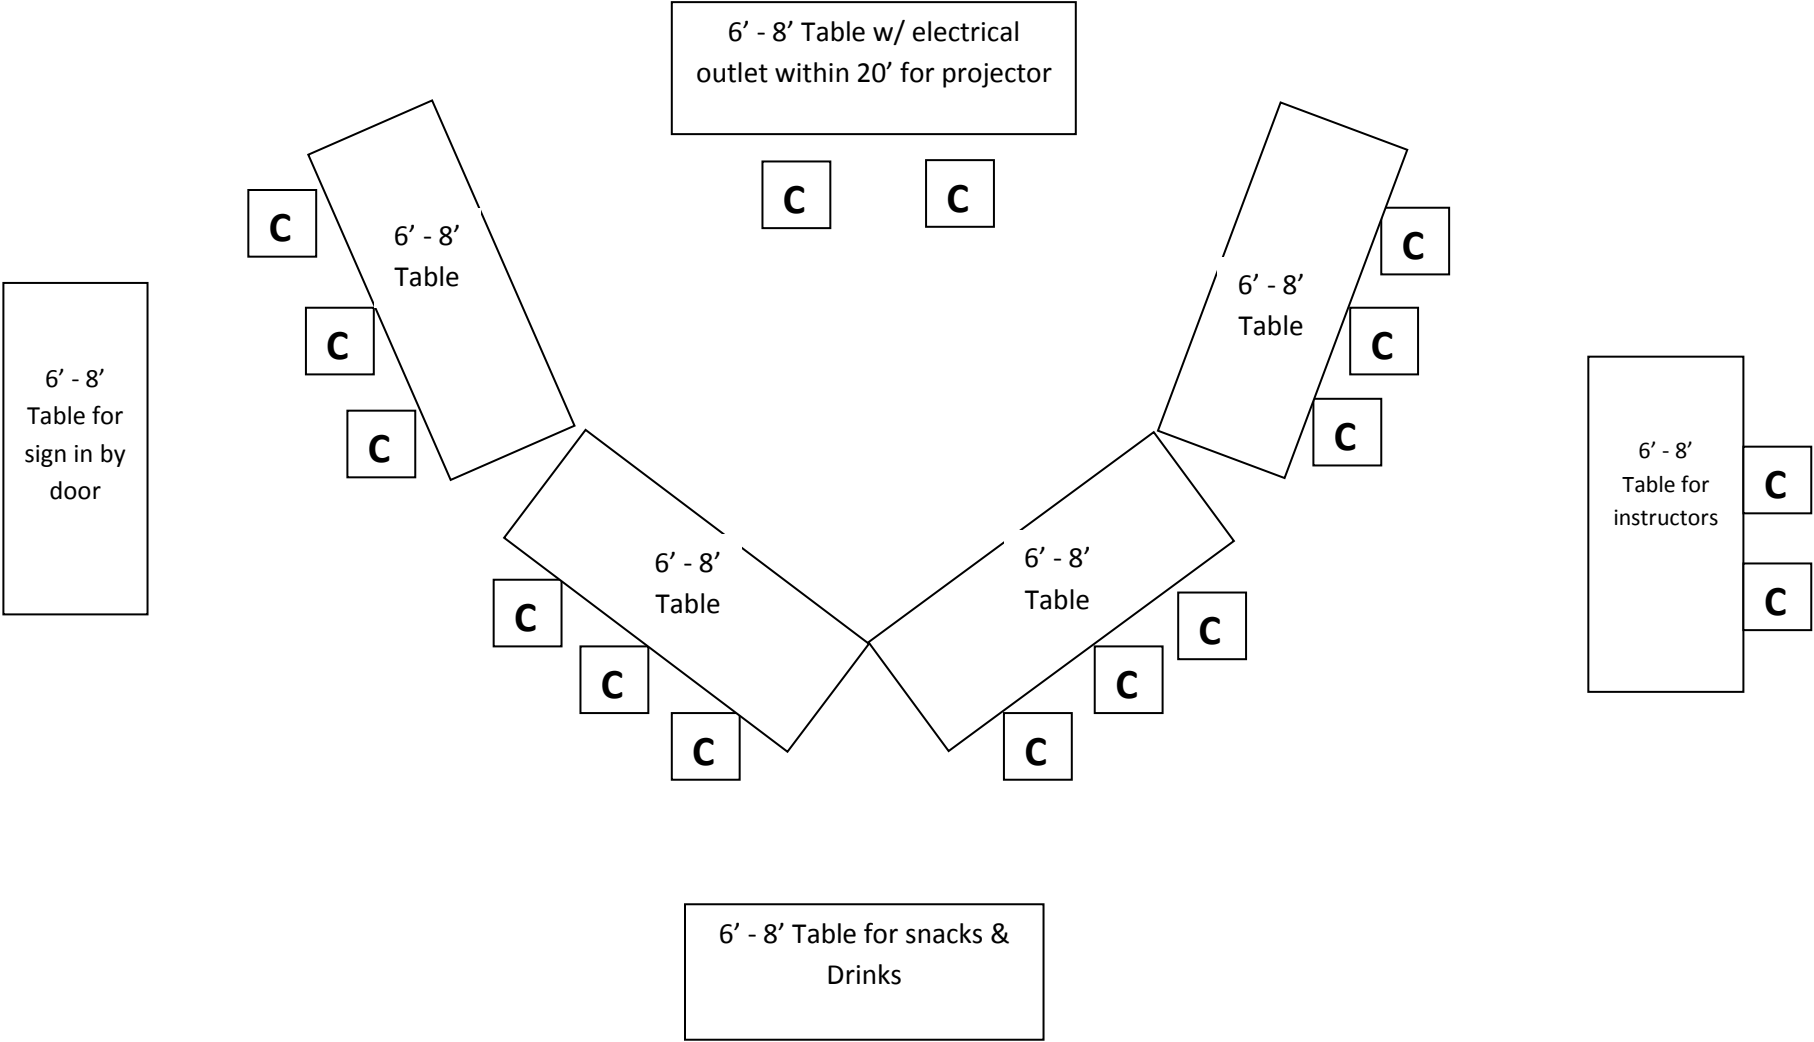 6’ - 8’ Table w/ electrical
outlet within 20’ for projector
C
C
6’ - 8’
Table
C
C
C
6’ - 8’
Table
C
C
C
6’ - 8’
Table for
sign in by
door
6’ - 8’
Table for
instructors
C
C
6’ - 8’
Table
C
C
C
6’ - 8’
Table
C
C
C
6’ - 8’ Table for snacks &
Drinks